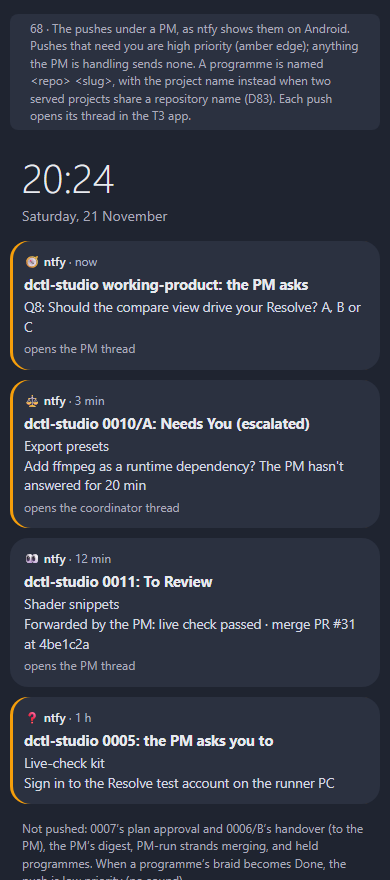 68 · The pushes under a PM, as ntfy shows them on Android.
Pushes that need you are high priority (amber edge); anything
the PM is handling sends none. A programme is named
<repo> <slug>, with the project name instead when two
served projects share a repository name (D83). Each push
opens its thread in the T3 app.
20:24
Saturday, 21 November
ntfy · now
dctl-studio working-product: the PM asks
Q8: Should the compare view drive your Resolve? A, B or
C
opens the PM thread
ntfy · 3 min
dctl-studio 0010/A: Needs You (escalated)
Export presets
Add ffmpeg as a runtime dependency? The PM hasn't
answered for 20 min
opens the coordinator thread
ntfy · 12 min
dctl-studio 0011: To Review
Shader snippets
Forwarded by the PM: live check passed · merge PR #31
at 4be1c2a
opens the PM thread
ntfy · 1 h
dctl-studio 0005: the PM asks you to
Live-check kit
Sign in to the Resolve test account on the runner PC
Not pushed: 0007's plan approval and 0006/B's handover (to the
PM), the PM's digest, PM-run strands merging, and held
programmes. When a programme's braid becomes Done, the
push is low priority (no sound)